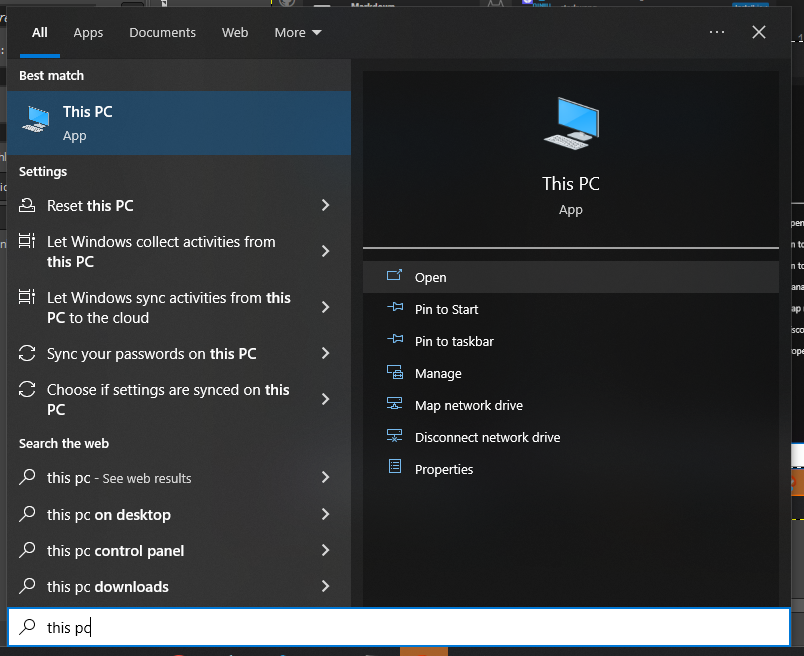 All Apps Documents Web More
Best match
This PC
App
Settings
Reset this PC
Let Windows collect activities from
this PC
Let Windows sync activities from this
PC to the cloud
Sync your passwords on this PC
Choose if settings are synced on this
PC
Search the web
this pc - See web results
this pc on desktop
this pc control panel
this pc downloads
This PC
App
Open
Pin to Start
Pin to taskbar
Manage
Map network drive
Disconnect network drive
Properties
this pc